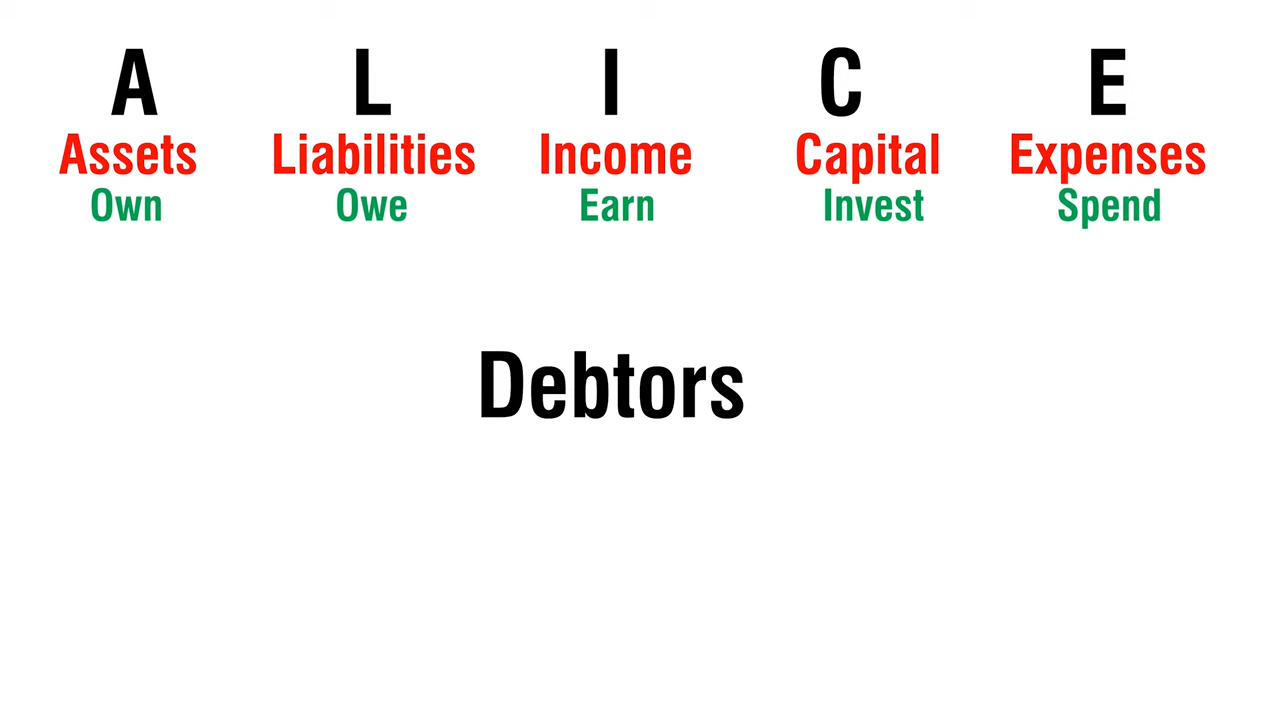 A L I C E
Assets Liabilities Income Capital Expenses
Own Owe Earn Invest Spend
Debtors